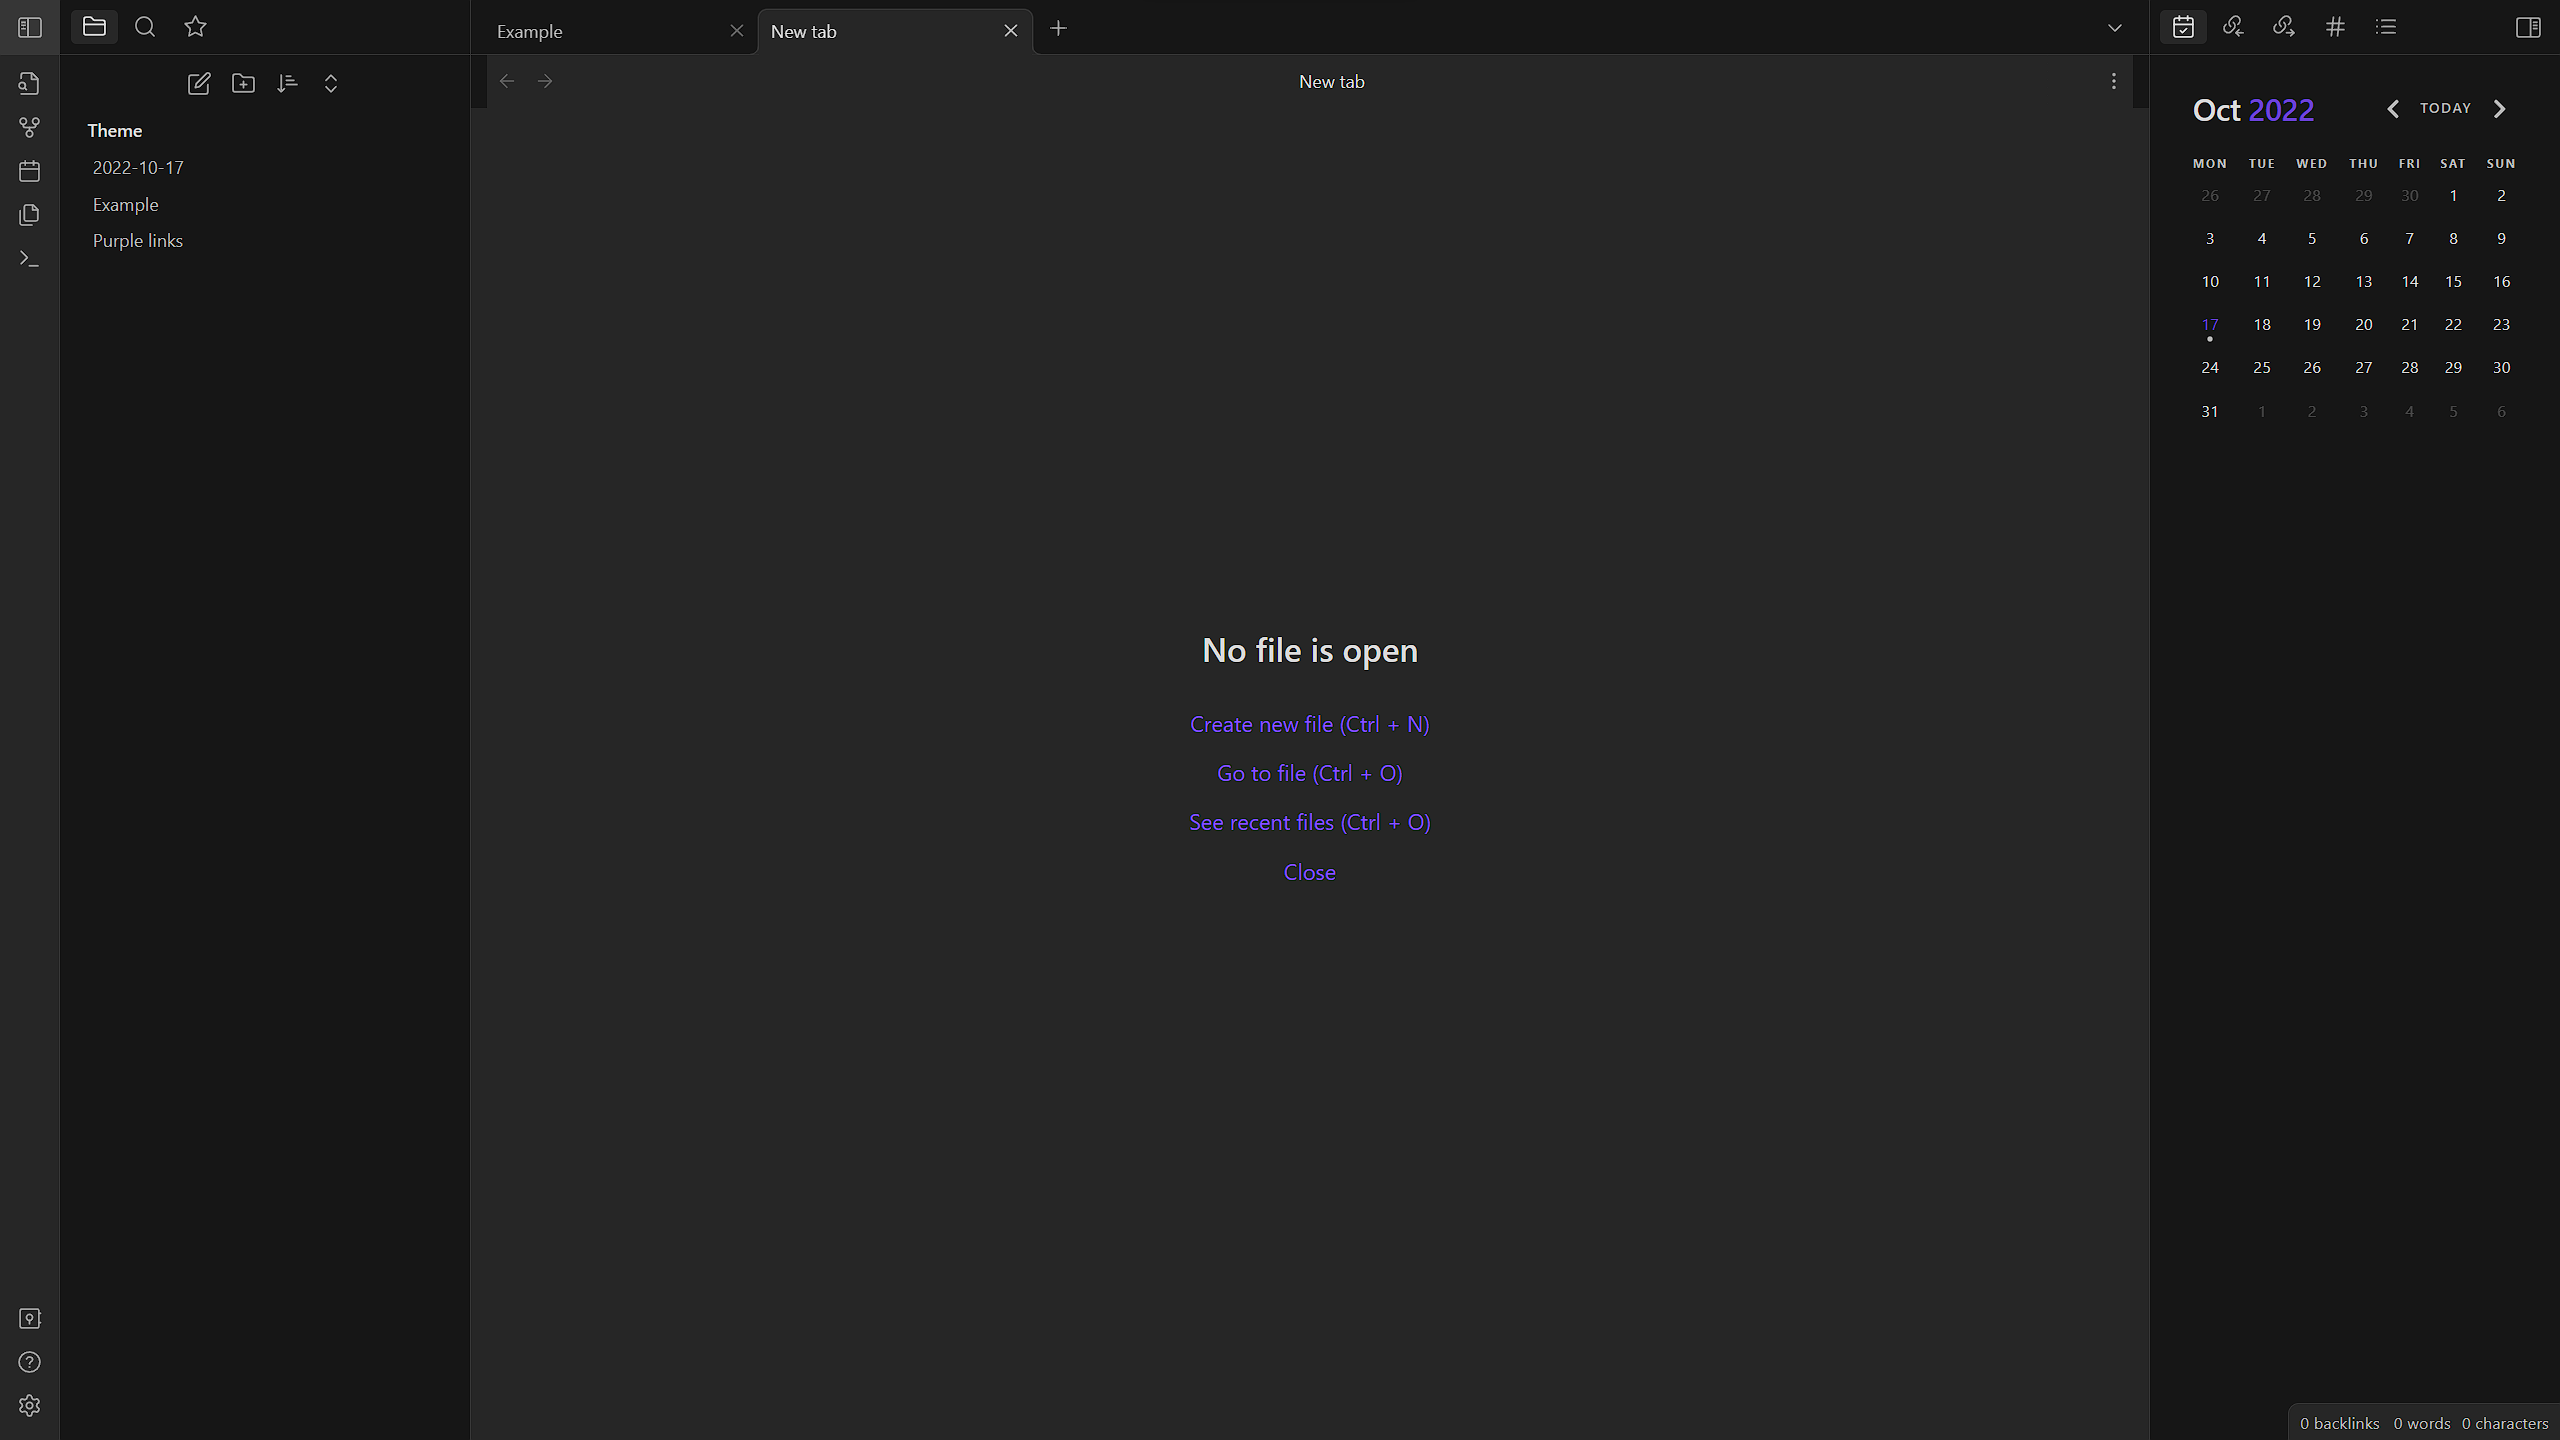 Example
New tab
New tab
Theme
2022-10-17
Example
Purple links
No file is open
Create new file (Ctrl + N)
Go to file (Ctrl + O)
See recent files (Ctrl + O)
Close
Oct 2022 TODAY
MON TUE WED THU FRI SAT SUN
26 27 28 29 30 1 2
3 4 5 6 7 8 9
10 11 12 13 14 15 16
17 18 19 20 21 22 23
24 25 26 27 28 29 30
31 1 2 3 4 5 6
0 backlinks 0 words 0 characters